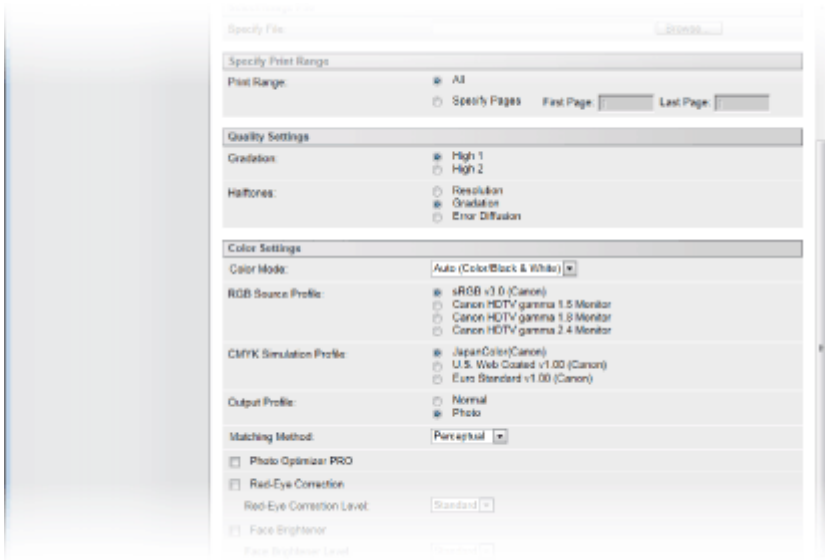 Specify File:
Browse...
Specify Print Range
Print Range:
All
Specify Pages First Page: Last Page:
Quality Settings
Gradation:
High 1
High 2
Halftones:
Resolution
Gradation
Error Diffusion
Color Settings
Color Mode:
Auto (Color/Black & White)
RGB Source Profile:
sRGB v3.0 (Canon)
Canon HDTV gamma 1.5 Monitor
Canon HDTV gamma 1.8 Monitor
Canon HDTV gamma 2.4 Monitor
CMYK Simulation Profile:
JapanColor(Canon)
U.S. Web Coated v1.00 (Canon)
Euro Standard v1.00 (Canon)
Output Profile:
Normal
Photo
Matching Method:
Perceptual
Photo Optimizer PRO
Red-Eye Correction
Red-Eye Correction Level:
Standard
Face Brightener
Face Brightener Level:
Standard